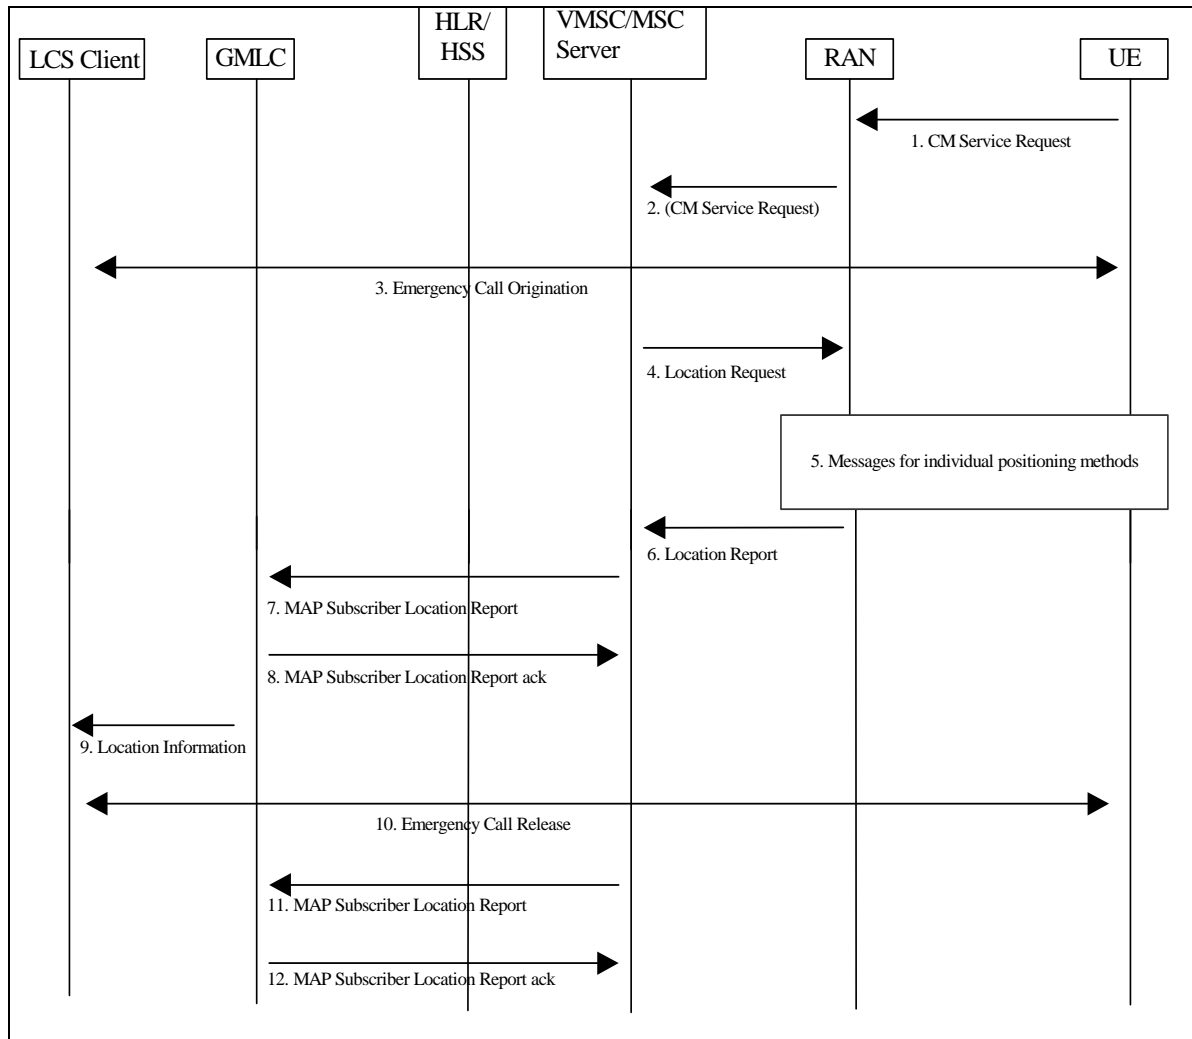 LCS Client
GMLC
HLR/
HSS
VMSC/MSC
Server
RAN
UE
1. CM Service Request
2. (CM Service Request)
3. Emergency Call Origination
4. Location Request
5. Messages for individual positioning methods
6. Location Report
7. MAP Subscriber Location Report
8. MAP Subscriber Location Report ack
9. Location Information
10. Emergency Call Release
11. MAP Subscriber Location Report
12. MAP Subscriber Location Report ack